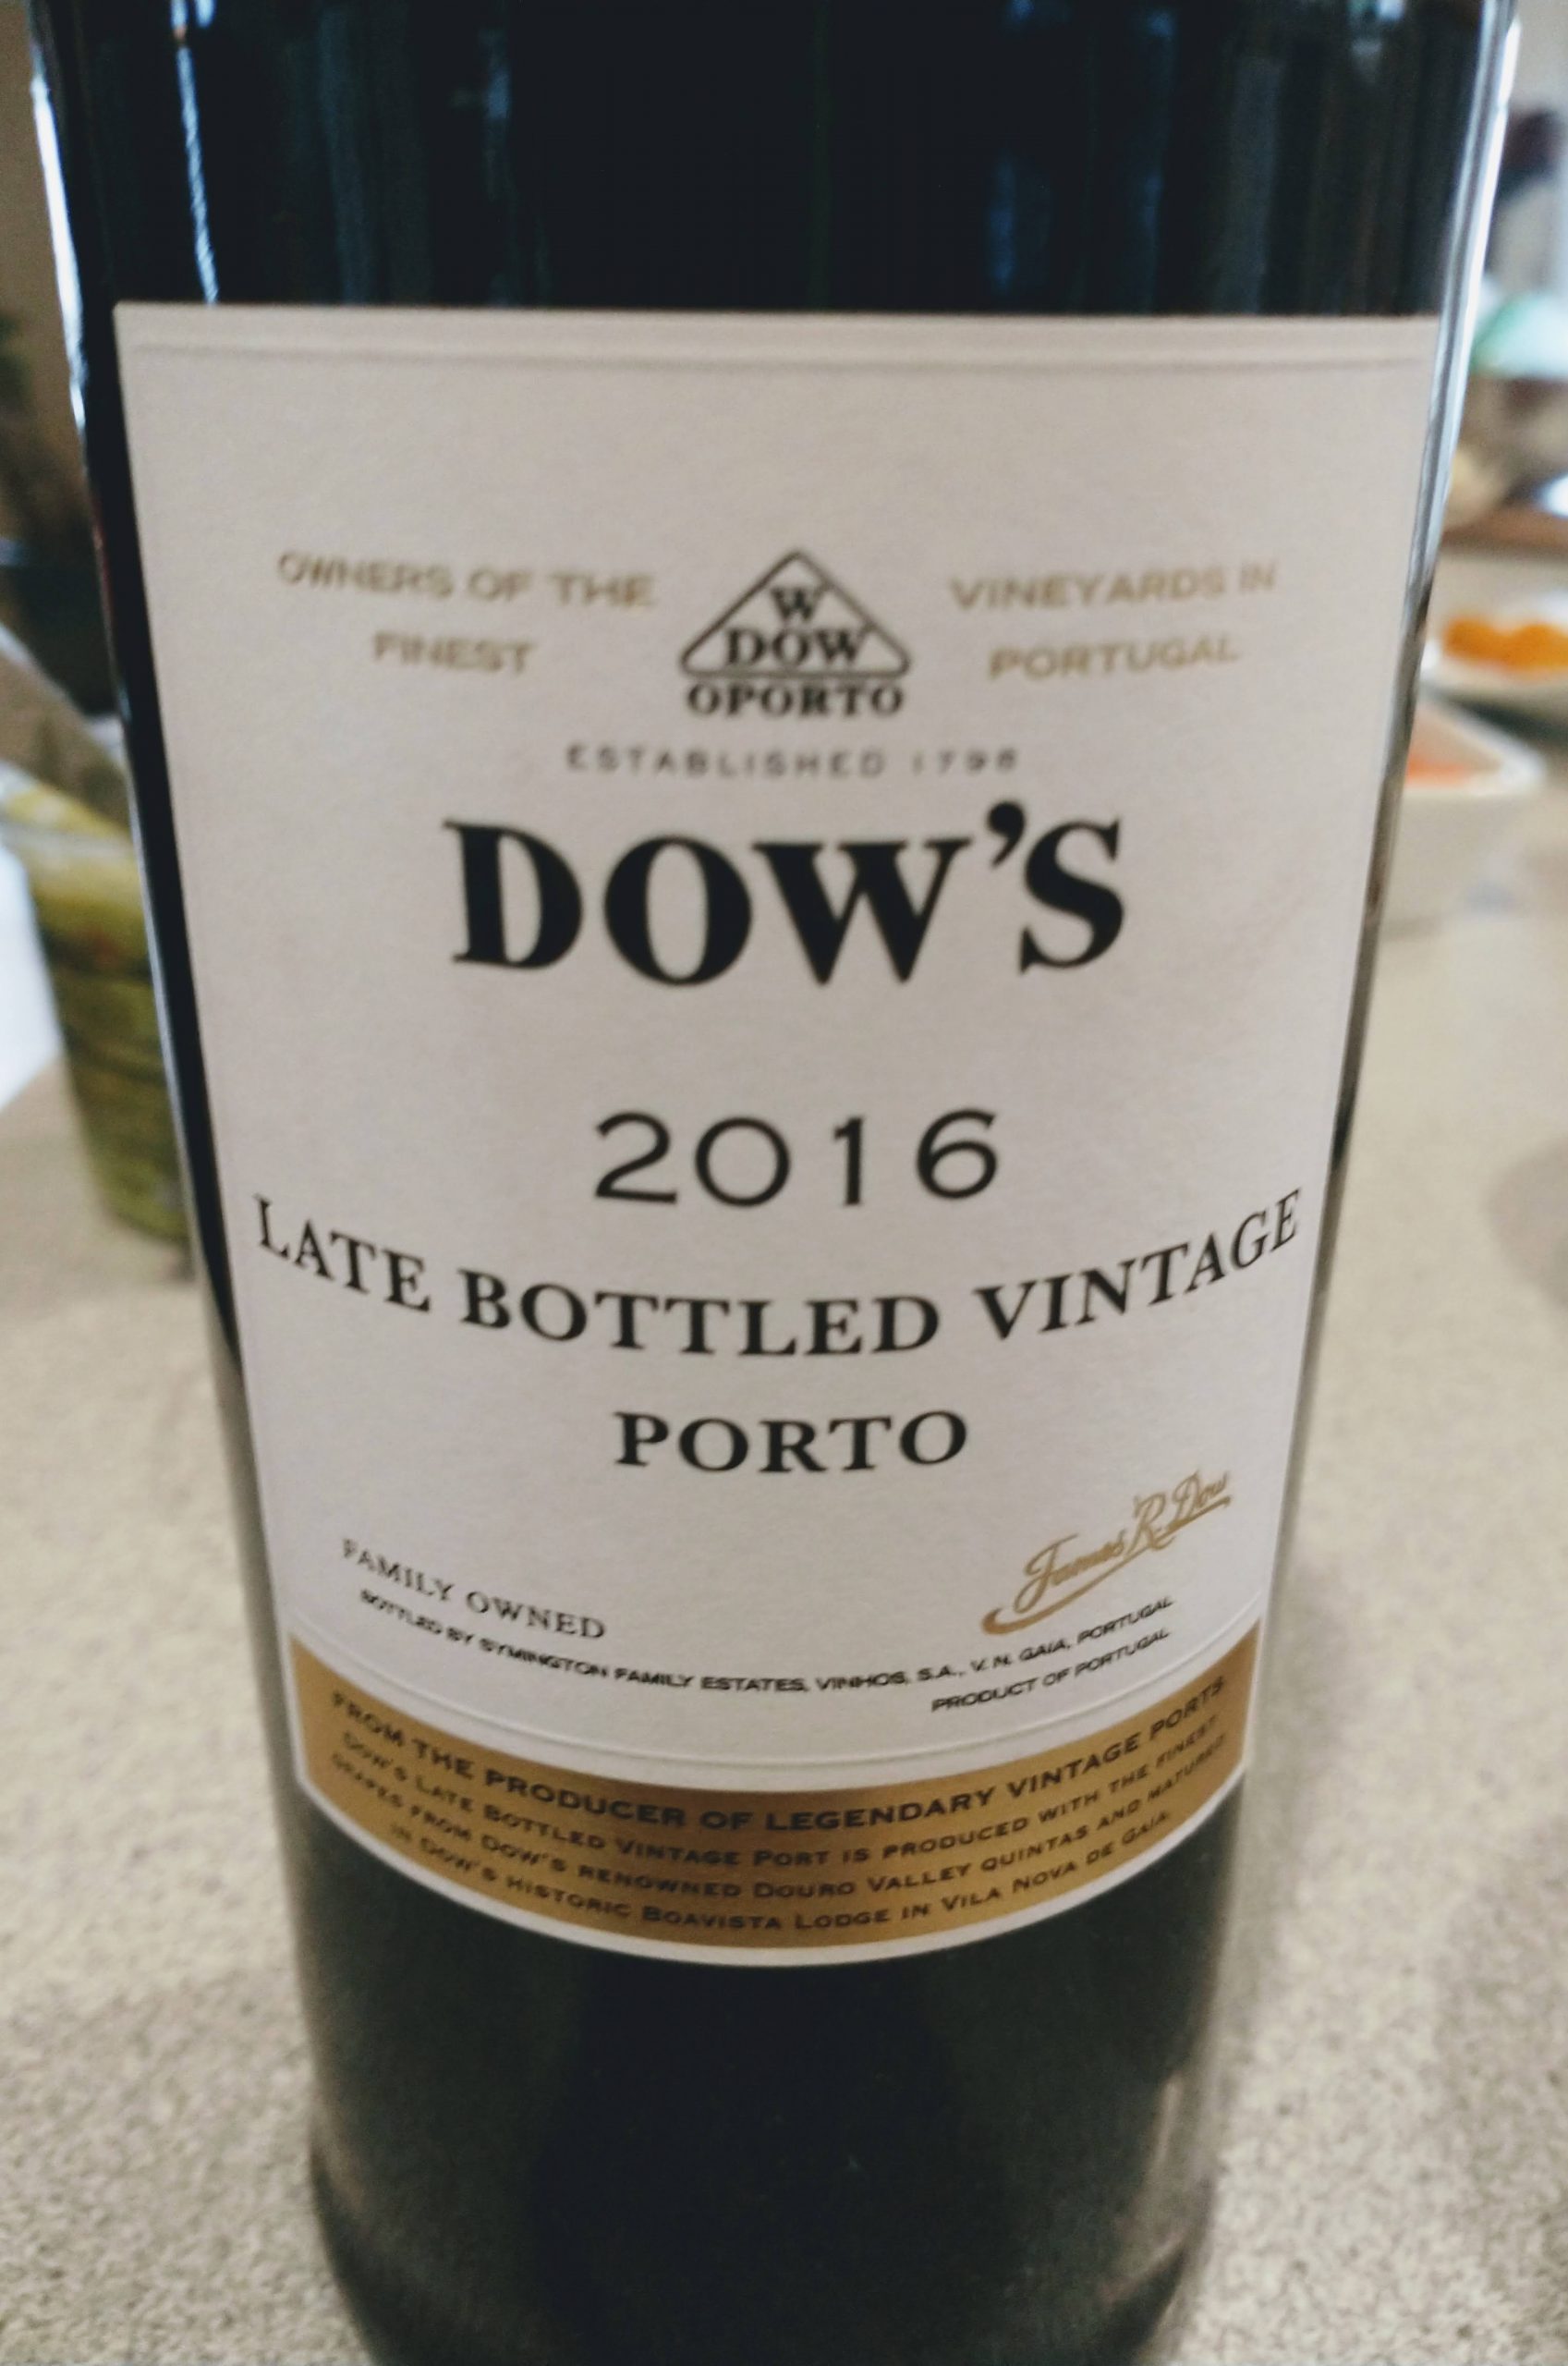 OWNERS OF THE
FINEST
W
DOW
OPORTO
VINEYARDS IN
PORTUGAL
ESTABLISHED 1798
DOW'S
2016
LATE BOTTLED VINTAGE
PORTO
FAMILY OWNED
James R. Dow
BOTTLED BY SYMINGTON FAMILY ESTATES, VINHOS, S.A., V. N. GAIA, PORTUGAL
PRODUCT OF PORTUGAL
FROM THE PRODUCER OF LEGENDARY VINTAGE PORTS
DOW'S LATE BOTTLED VINTAGE PORT IS PRODUCED WITH THE FINEST
GRAPES FROM DOW'S RENOWNED DOURO VALLEY QUINTAS AND MATURED
IN DOW'S HISTORIC BOAVISTA LODGE IN VILA NOVA DE GAIA.